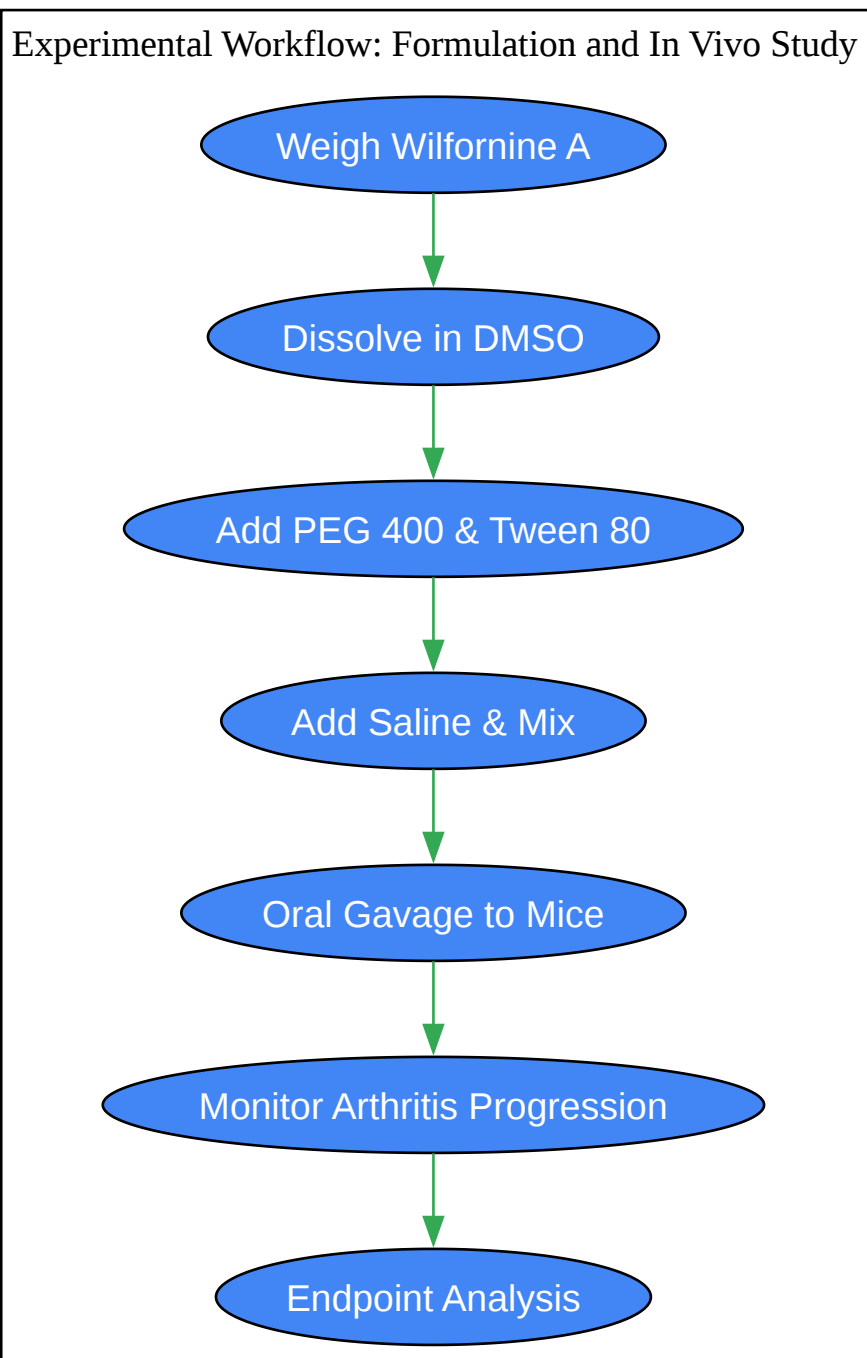 Experimental Workflow: Formulation and In Vivo Study
Weigh Wilfornine A
Dissolve in DMSO
Add PEG 400 & Tween 80
Add Saline & Mix
Oral Gavage to Mice
Monitor Arthritis Progression
Endpoint Analysis